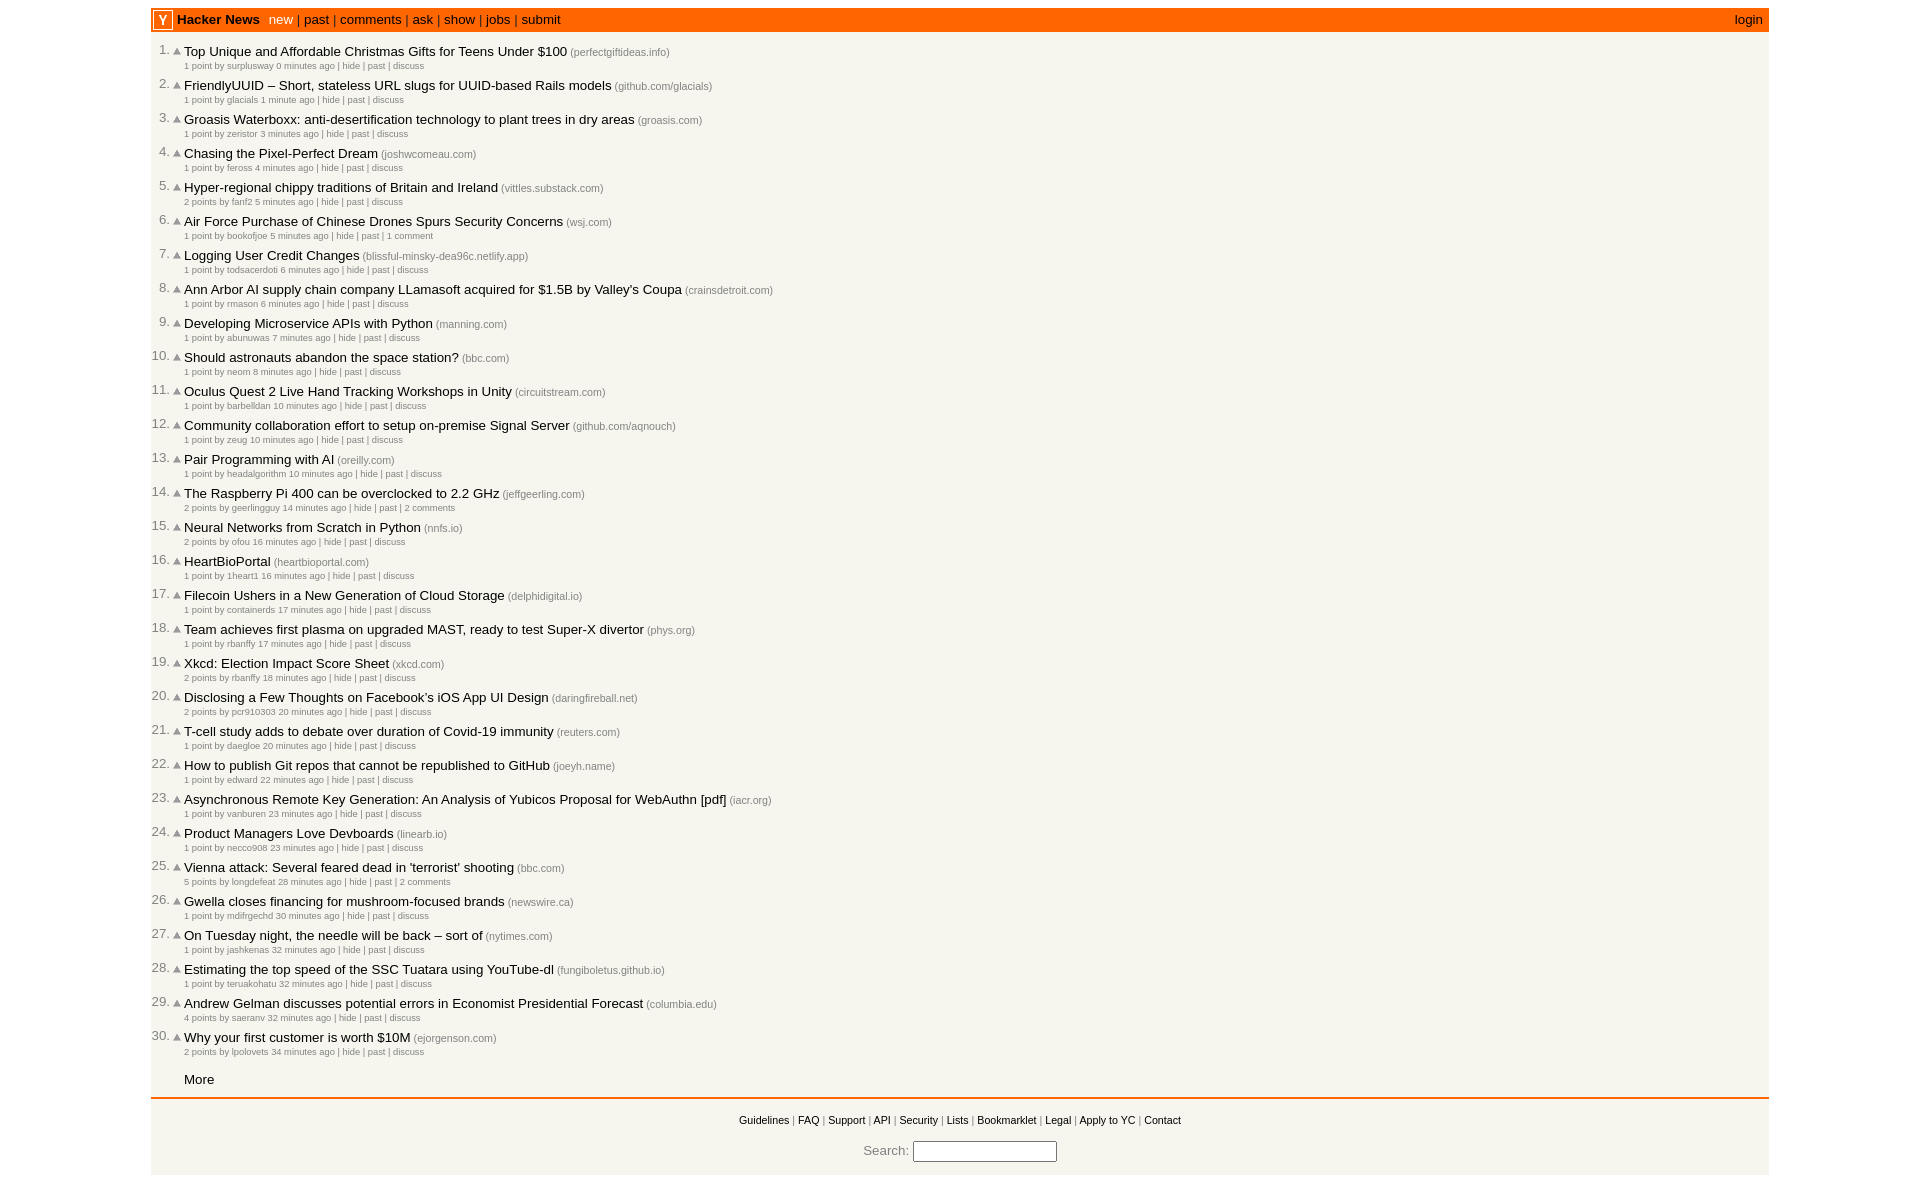 Y Hacker News new | past | comments | ask | show | jobs | submit login
1. Top Unique and Affordable Christmas Gifts for Teens Under $100 (perfectgiftideas.info)
1 point by surplusway 0 minutes ago | hide | past | discuss
2. FriendlyUUID – Short, stateless URL slugs for UUID-based Rails models (github.com/glacials)
1 point by glacials 1 minute ago | hide | past | discuss
3. Groasis Waterboxx: anti-desertification technology to plant trees in dry areas (groasis.com)
1 point by zeristor 3 minutes ago | hide | past | discuss
4. Chasing the Pixel-Perfect Dream (joshwcomeau.com)
1 point by feross 4 minutes ago | hide | past | discuss
5. Hyper-regional chippy traditions of Britain and Ireland (vittles.substack.com)
2 points by fanf2 5 minutes ago | hide | past | discuss
6. Air Force Purchase of Chinese Drones Spurs Security Concerns (wsj.com)
1 point by bookofjoe 5 minutes ago | hide | past | 1 comment
7. Logging User Credit Changes (blissful-minsky-dea96c.netlify.app)
1 point by todsacerdoti 6 minutes ago | hide | past | discuss
8. Ann Arbor AI supply chain company LLamasoft acquired for $1.5B by Valley's Coupa (crainsdetroit.com)
1 point by rmason 6 minutes ago | hide | past | discuss
9. Developing Microservice APIs with Python (manning.com)
1 point by abunuwas 7 minutes ago | hide | past | discuss
10. Should astronauts abandon the space station? (bbc.com)
1 point by neom 8 minutes ago | hide | past | discuss
11. Oculus Quest 2 Live Hand Tracking Workshops in Unity (circuitstream.com)
1 point by barbelldan 10 minutes ago | hide | past | discuss
12. Community collaboration effort to setup on-premise Signal Server (github.com/aqnouch)
1 point by zeug 10 minutes ago | hide | past | discuss
13. Pair Programming with AI (oreilly.com)
1 point by headalgorithm 10 minutes ago | hide | past | discuss
14. The Raspberry Pi 400 can be overclocked to 2.2 GHz (jeffgeerling.com)
2 points by geerlingguy 14 minutes ago | hide | past | 2 comments
15. Neural Networks from Scratch in Python (nnfs.io)
2 points by ofou 16 minutes ago | hide | past | discuss
16. HeartBioPortal (heartbioportal.com)
1 point by 1heart1 16 minutes ago | hide | past | discuss
17. Filecoin Ushers in a New Generation of Cloud Storage (delphidigital.io)
1 point by containerds 17 minutes ago | hide | past | discuss
18. Team achieves first plasma on upgraded MAST, ready to test Super-X divertor (phys.org)
1 point by rbanffy 17 minutes ago | hide | past | discuss
19. Xkcd: Election Impact Score Sheet (xkcd.com)
2 points by rbanffy 18 minutes ago | hide | past | discuss
20. Disclosing a Few Thoughts on Facebook’s iOS App UI Design (daringfireball.net)
2 points by pcr910303 20 minutes ago | hide | past | discuss
21. T-cell study adds to debate over duration of Covid-19 immunity (reuters.com)
1 point by daegloe 20 minutes ago | hide | past | discuss
22. How to publish Git repos that cannot be republished to GitHub (joeyh.name)
1 point by edward 22 minutes ago | hide | past | discuss
23. Asynchronous Remote Key Generation: An Analysis of Yubicos Proposal for WebAuthn [pdf] (iacr.org)
1 point by vanburen 23 minutes ago | hide | past | discuss
24. Product Managers Love Devboards (linearb.io)
1 point by necco908 23 minutes ago | hide | past | discuss
25. Vienna attack: Several feared dead in 'terrorist' shooting (bbc.com)
5 points by longdefeat 28 minutes ago | hide | past | 2 comments
26. Gwella closes financing for mushroom-focused brands (newswire.ca)
1 point by mdifrgechd 30 minutes ago | hide | past | discuss
27. On Tuesday night, the needle will be back – sort of (nytimes.com)
1 point by jashkenas 32 minutes ago | hide | past | discuss
28. Estimating the top speed of the SSC Tuatara using YouTube-dl (fungiboletus.github.io)
1 point by teruakohatu 32 minutes ago | hide | past | discuss
29. Andrew Gelman discusses potential errors in Economist Presidential Forecast (columbia.edu)
4 points by saeranv 32 minutes ago | hide | past | discuss
30. Why your first customer is worth $10M (ejorgenson.com)
2 points by lpolovets 34 minutes ago | hide | past | discuss
More
Guidelines | FAQ | Support | API | Security | Lists | Bookmarklet | Legal | Apply to YC | Contact
Search: